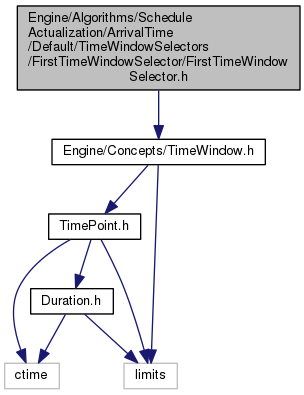 Engine/Algorithms/Schedule
Actualization/ArrivalTime
/Default/TimeWindowSelectors
/FirstTimeWindowSelector/FirstTimeWindow
Selector.h
Engine/Concepts/TimeWindow.h
TimePoint.h
Duration.h
ctime
limits